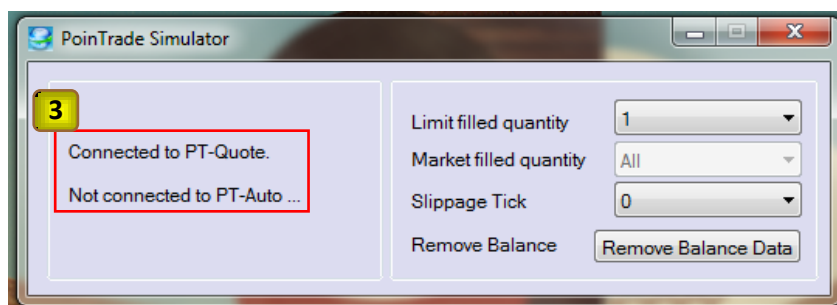 PoinTrade Simulator
3
Connected to PT-Quote.
Not connected to PT-Auto ...
Limit filled quantity
1
Market filled quantity
All
Slippage Tick
0
Remove Balance
Remove Balance Data